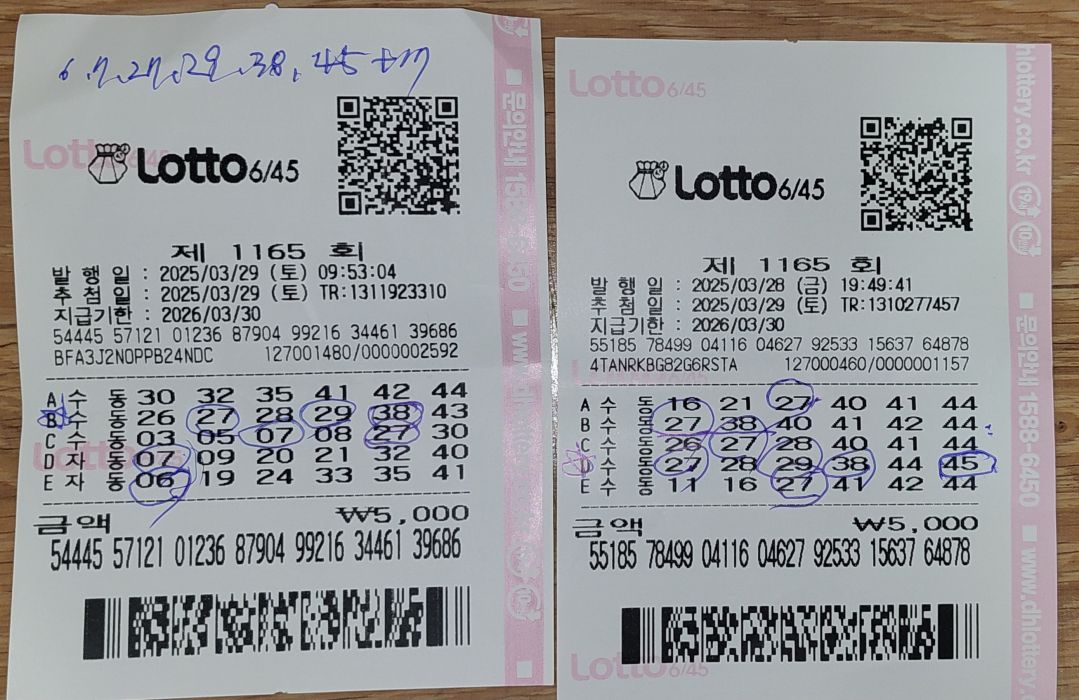 6.7.27.29.38.45 +17
Lotto 6/45
제 1165 회
발 행 일 : 2025/03/29 (토) 09:53:04
추 첨 일 : 2025/03/29 (토) TR:1311923310
지급기한 : 2026/03/30
54445 57121 01236 87904 99216 34461 39686
BFA3J2NOPPB24NDC 127001480/0000002592
A 수 동 30 32 35 41 42 44
B 수 동 26 27 28 29 38 43
C 수 동 03 05 07 08 27 30
D 자 동 07 09 20 21 32 40
E 자 동 06 19 24 33 35 41
금액 ₩5,000
54445 57121 01236 87904 99216 34461 39686
문의안내 1588-6450
Lotto 6/45
Lotto 6/45
제 1165 회
발 행 일 : 2025/03/28 (금) 19:49:41
추 첨 일 : 2025/03/29 (토) TR:1310277457
지급기한 : 2026/03/30
55185 78499 04116 04627 92533 15637 64878
4TANRKBG82G6RSTA 127000460/0000001157
A 수 동 16 21 27 40 41 44
B 수 동 27 38 40 41 42 44
C 수 동 26 27 28 40 41 44
D 수 동 27 28 29 38 44 45
E 수 동 11 16 27 41 42 44
금액 ₩5,000
55185 78499 04116 04627 92533 15637 64878
Lotto 6/45
dhlottery.co.kr
문의안내 1588-6450
www.dhlottery